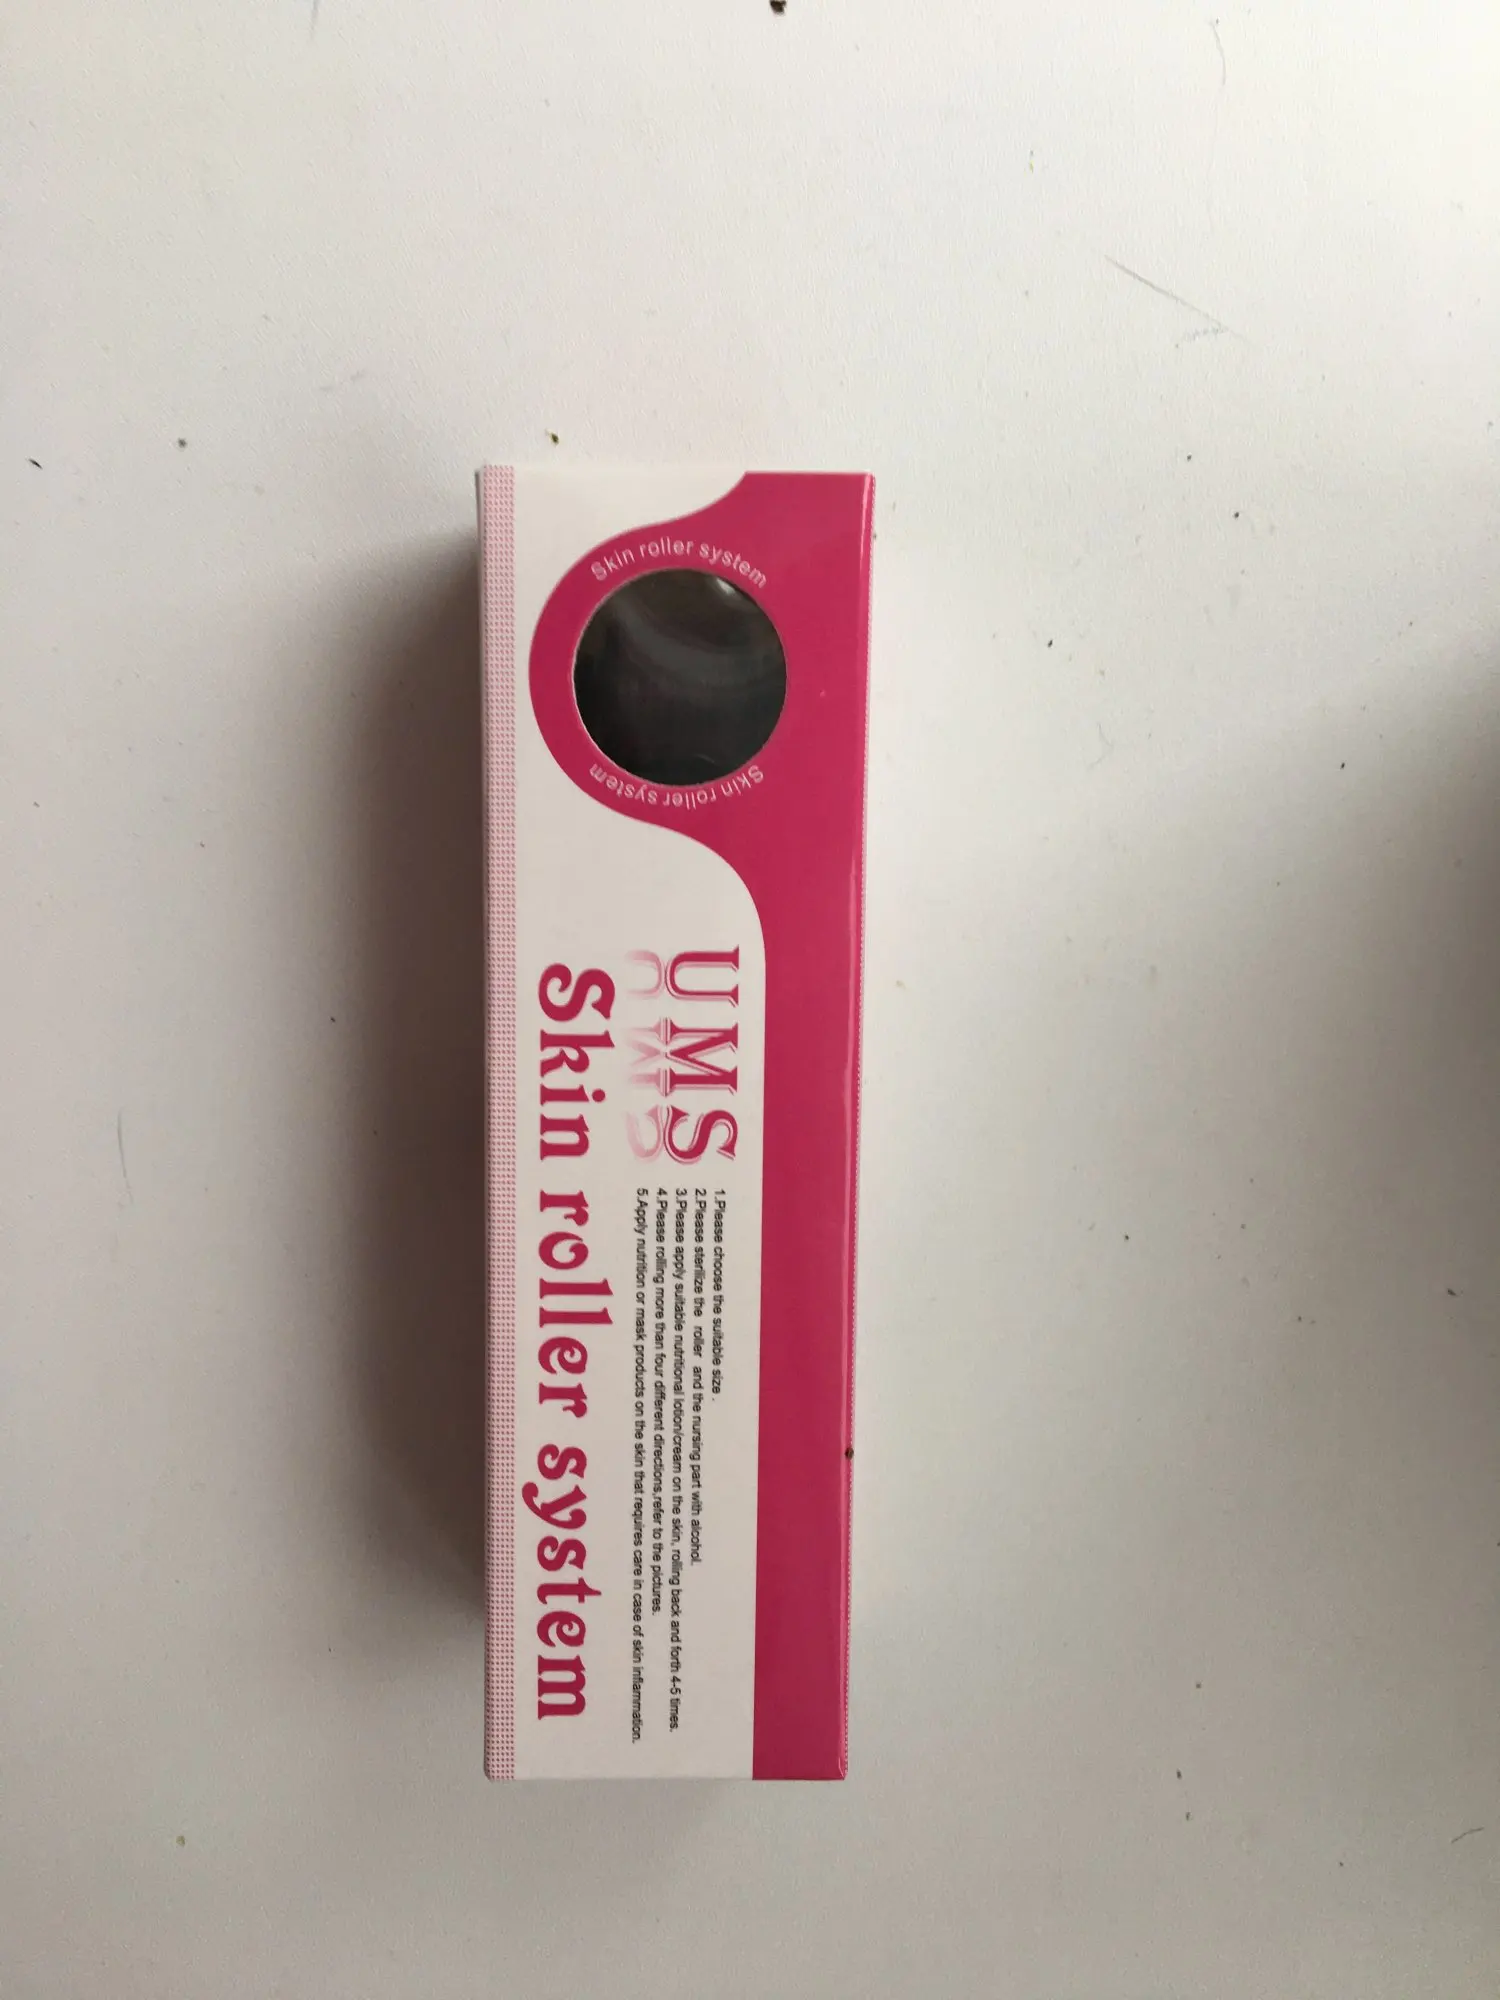 Skin roller system
Skin roller system
UMS
1.Please choose the suitable size .
2.Please sterilize the roller and the nursing part with alcohol.
3.Please apply suitable nutritional lotion/cream on the skin, rolling back and forth 4-5 times.
4.Please rolling more than four different directions,refer to the pictures.
5.Apply nutrition or mask products on the skin that requires care in case of skin inflammation.
Skin roller system